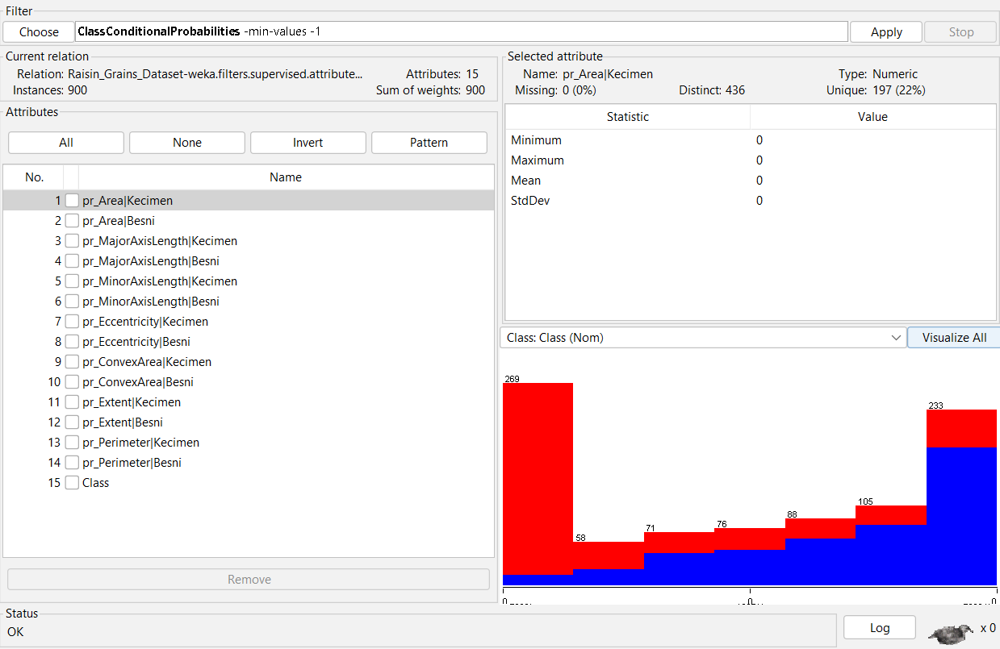 Filter
Choose ClassConditionalProbabilities -min-values -1 Apply Stop
Current relation
Relation: Raisin_Grains_Dataset-weka.filters.supervised.attribute... Attributes: 15
Instances: 900 Sum of weights: 900
Attributes
All None Invert Pattern
No. Name
1 pr_Area|Kecimen
2 pr_Area|Besni
3 pr_MajorAxisLength|Kecimen
4 pr_MajorAxisLength|Besni
5 pr_MinorAxisLength|Kecimen
6 pr_MinorAxisLength|Besni
7 pr_Eccentricity|Kecimen
8 pr_Eccentricity|Besni
9 pr_ConvexArea|Kecimen
10 pr_ConvexArea|Besni
11 pr_Extent|Kecimen
12 pr_Extent|Besni
13 pr_Perimeter|Kecimen
14 pr_Perimeter|Besni
15 Class
Remove
Selected attribute
Name: pr_Area|Kecimen Type: Numeric
Missing: 0 (0%) Distinct: 436 Unique: 197 (22%)
Statistic Value
Minimum 0
Maximum 0
Mean 0
StdDev 0
Class: Class (Nom) Visualize All
269
58
71
76
88
105
233
0 0 0
Status
OK
Log x 0